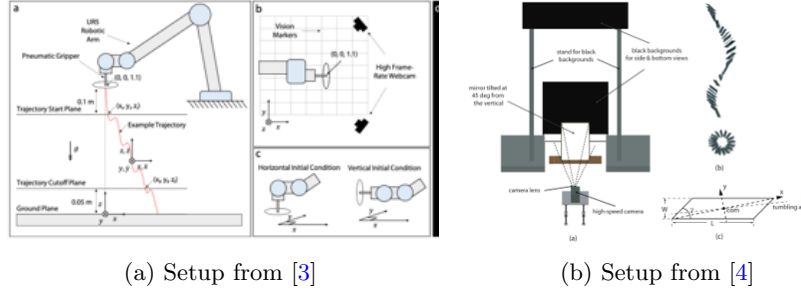 a
UR5
Robotic
Arm
Pneumatic Gripper
(0, 0, 1.1)
0.1 m
Trajectory Start Plane
Example Trajectory
Trajectory Cutoff Plane
0.05 m
Ground Plane
z
y
x
b
Vision
Markers
(0, 0, 1.1)
High Frame-
Rate Webcam
y
z
x
c
Horizontal Initial Condition
Vertical Initial Condition
stand for black
backgrounds
black backgrounds
for side & bottom views
mirror tilted at
45 deg from
the vertical
camera lens
high-speed camera
(a)
(b)
y
x
W
com
tumbling a
L
(c)
(a) Setup from [3]
(b) Setup from [4]